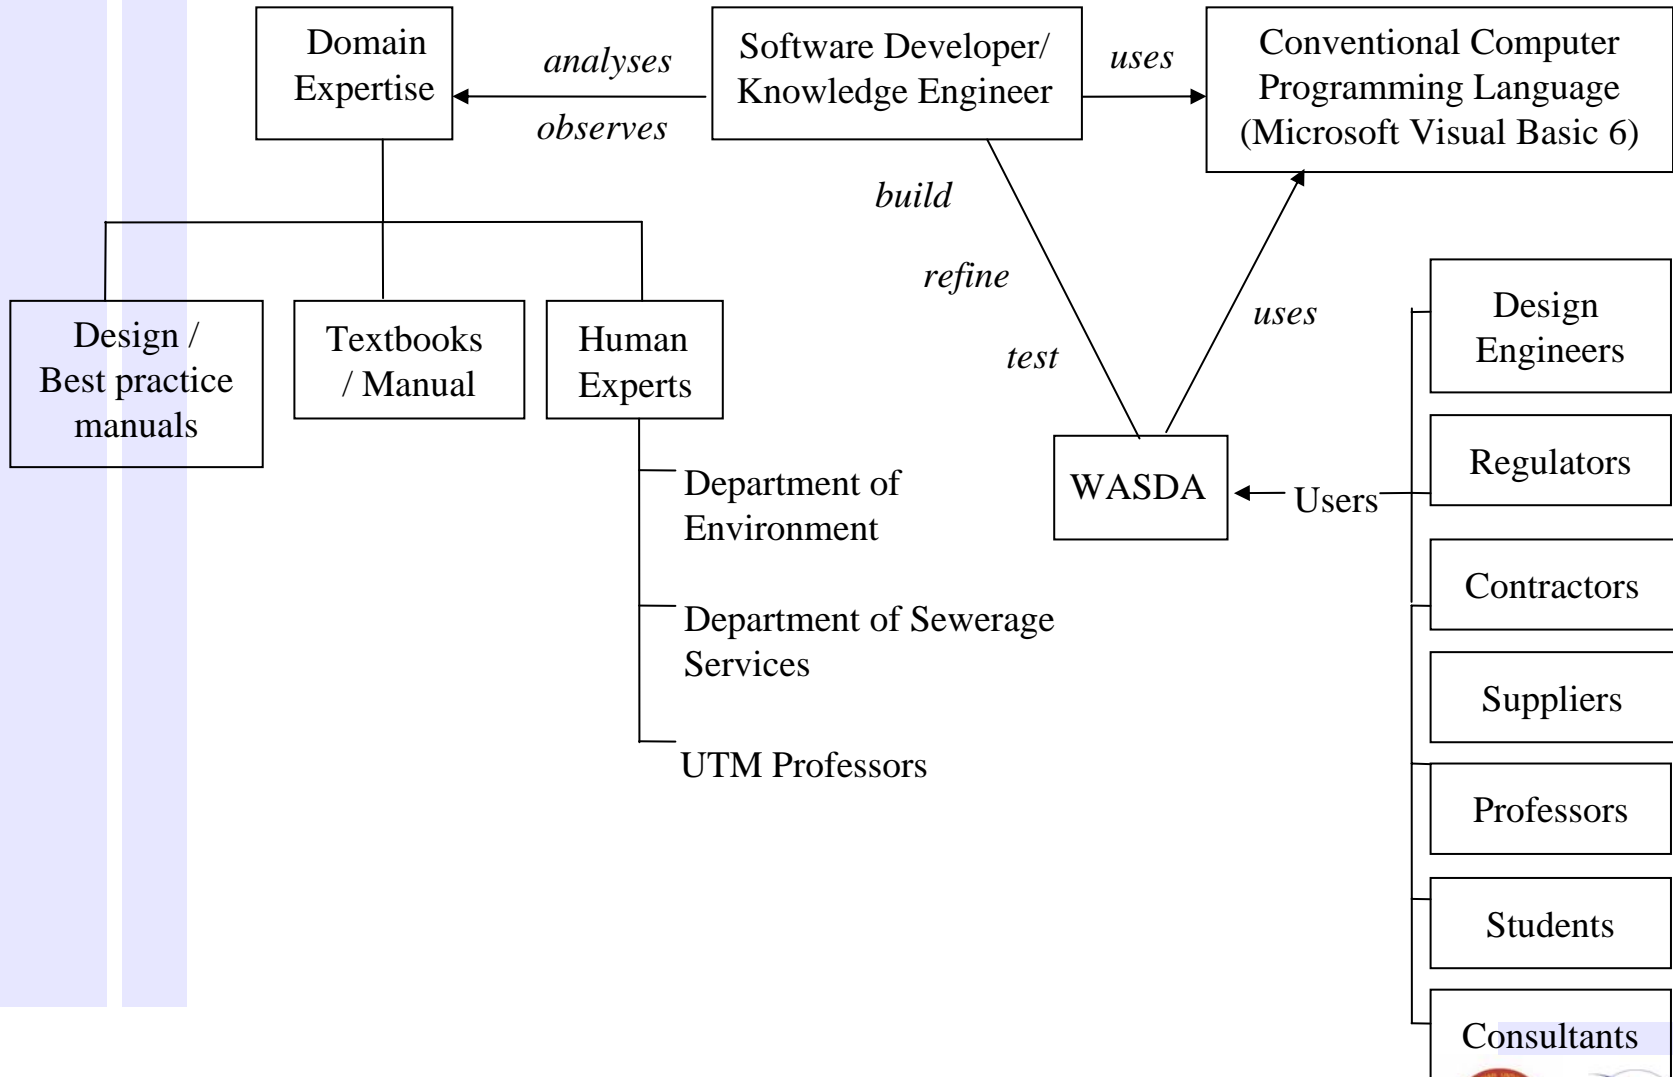 Domain
Expertise
analyses
observes
Software Developer/
Knowledge Engineer
uses
Conventional Computer
Programming Language
(Microsoft Visual Basic 6)
build
refine
test
uses
Design /
Best practice
manuals
Textbooks
/ Manual
Human
Experts
Department of
Environment
Department of Sewerage
Services
UTM Professors
WASDA
Users
Design
Engineers
Regulators
Contractors
Suppliers
Professors
Students
Consultants